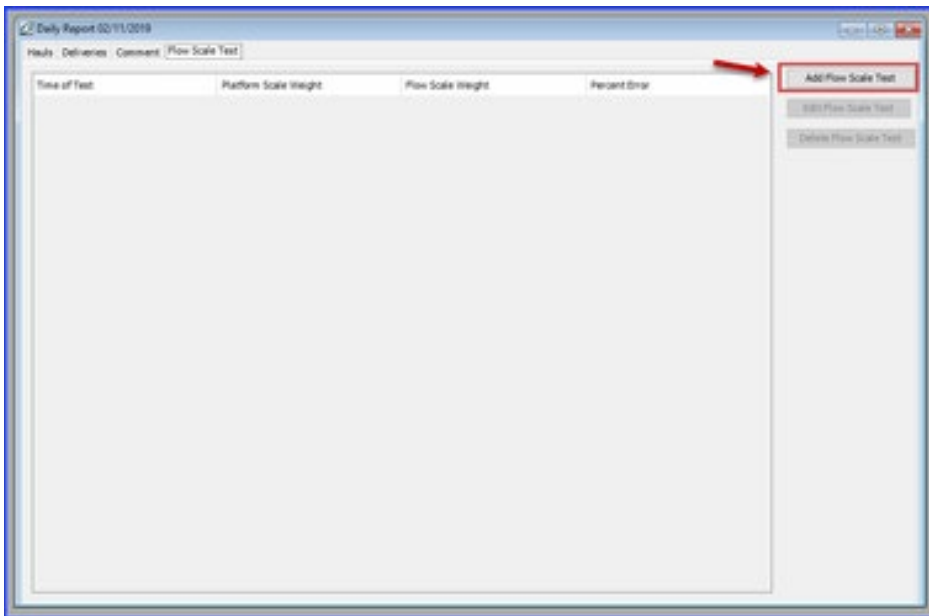 Daily Report 02/11/2019
Hauls Deliveries Comment Flow Scale Test
Time of Test Platform Scale Weight Flow Scale Weight Percent Error
Add Flow Scale Test
Edit Flow Scale Test
Delete Flow Scale Test